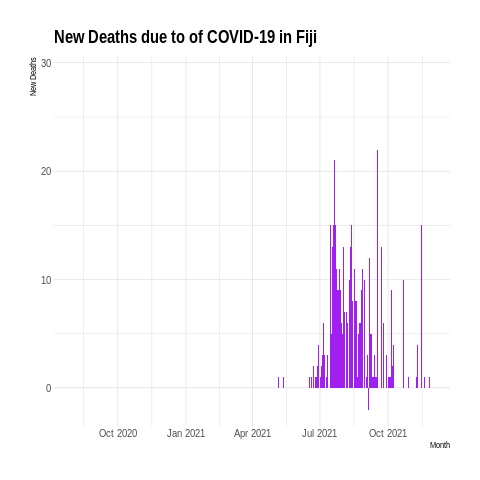 New Deaths due to of COVID-19 in Fiji
New Deaths
30
20
10
0
Oct 2020 Jan 2021 Apr 2021 Jul 2021 Oct 2021
Month